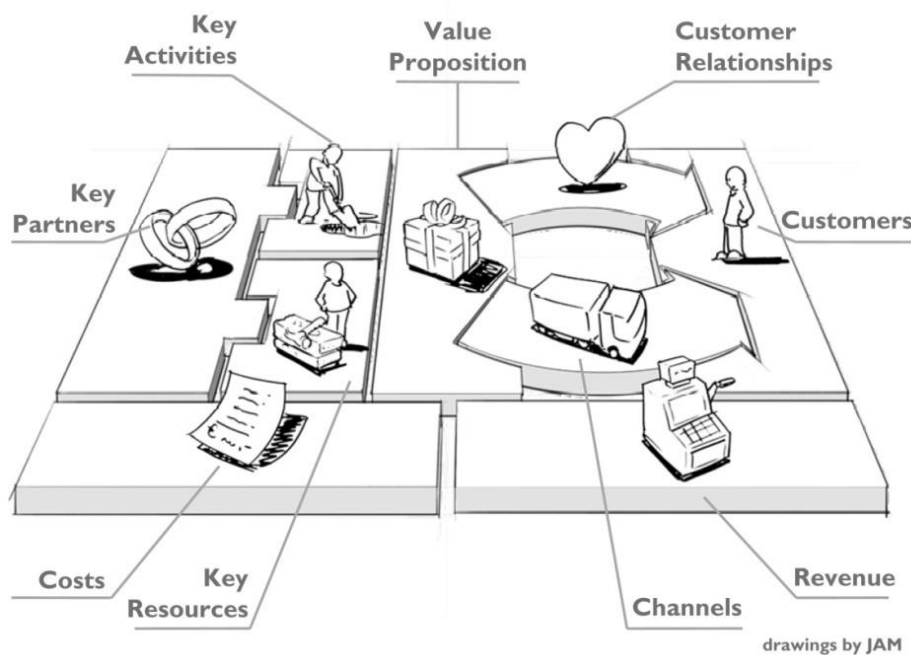 Key
Activities
Value
Proposition
Customer
Relationships
Key
Partners
Customers
Costs
Key
Resources
Channels
Revenue
drawings by JAM